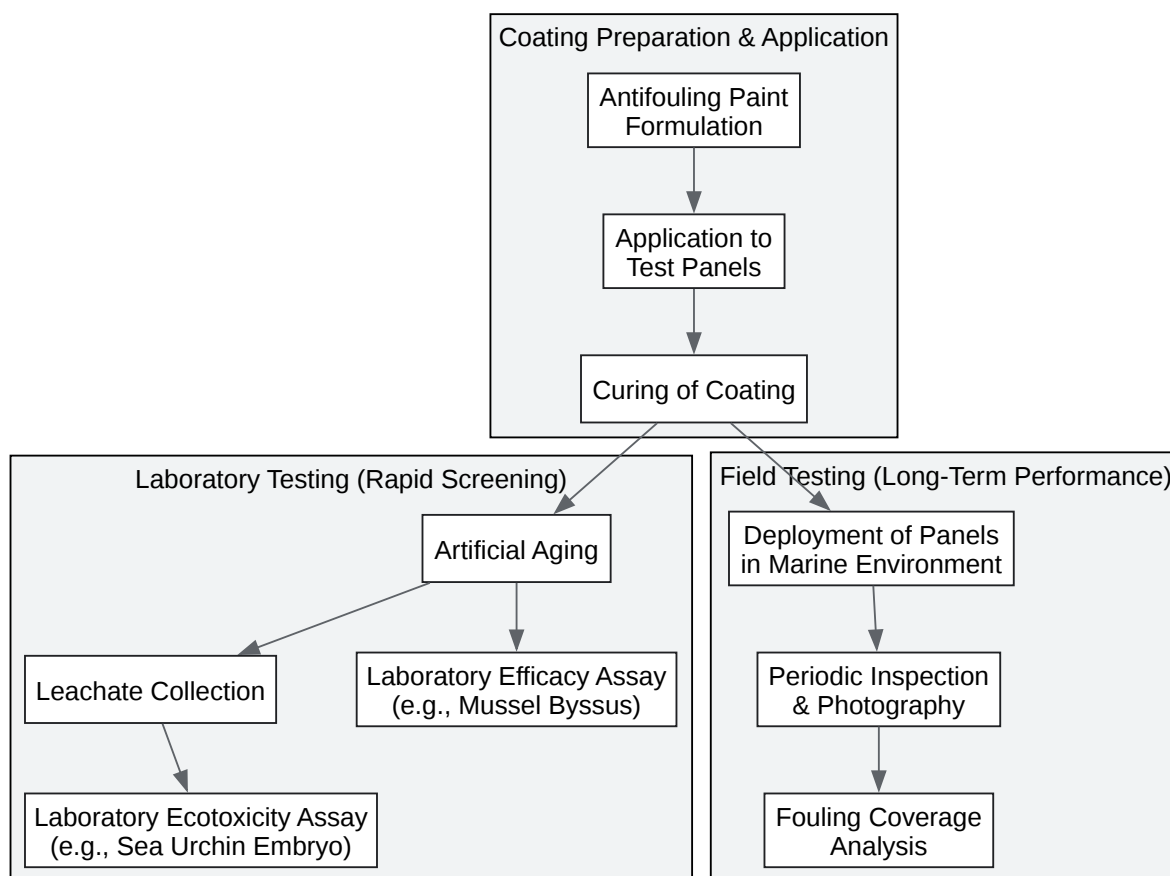 Coating Preparation & Application
Antifouling Paint
Formulation
Application to
Test Panels
Curing of Coating
Laboratory Testing (Rapid Screening)
Artificial Aging
Leachate Collection
Laboratory Efficacy Assay
(e.g., Mussel Byssus)
Laboratory Ecotoxicity Assay
(e.g., Sea Urchin Embryo)
Field Testing (Long-Term Performance)
Deployment of Panels
in Marine Environment
Periodic Inspection
& Photography
Fouling Coverage
Analysis